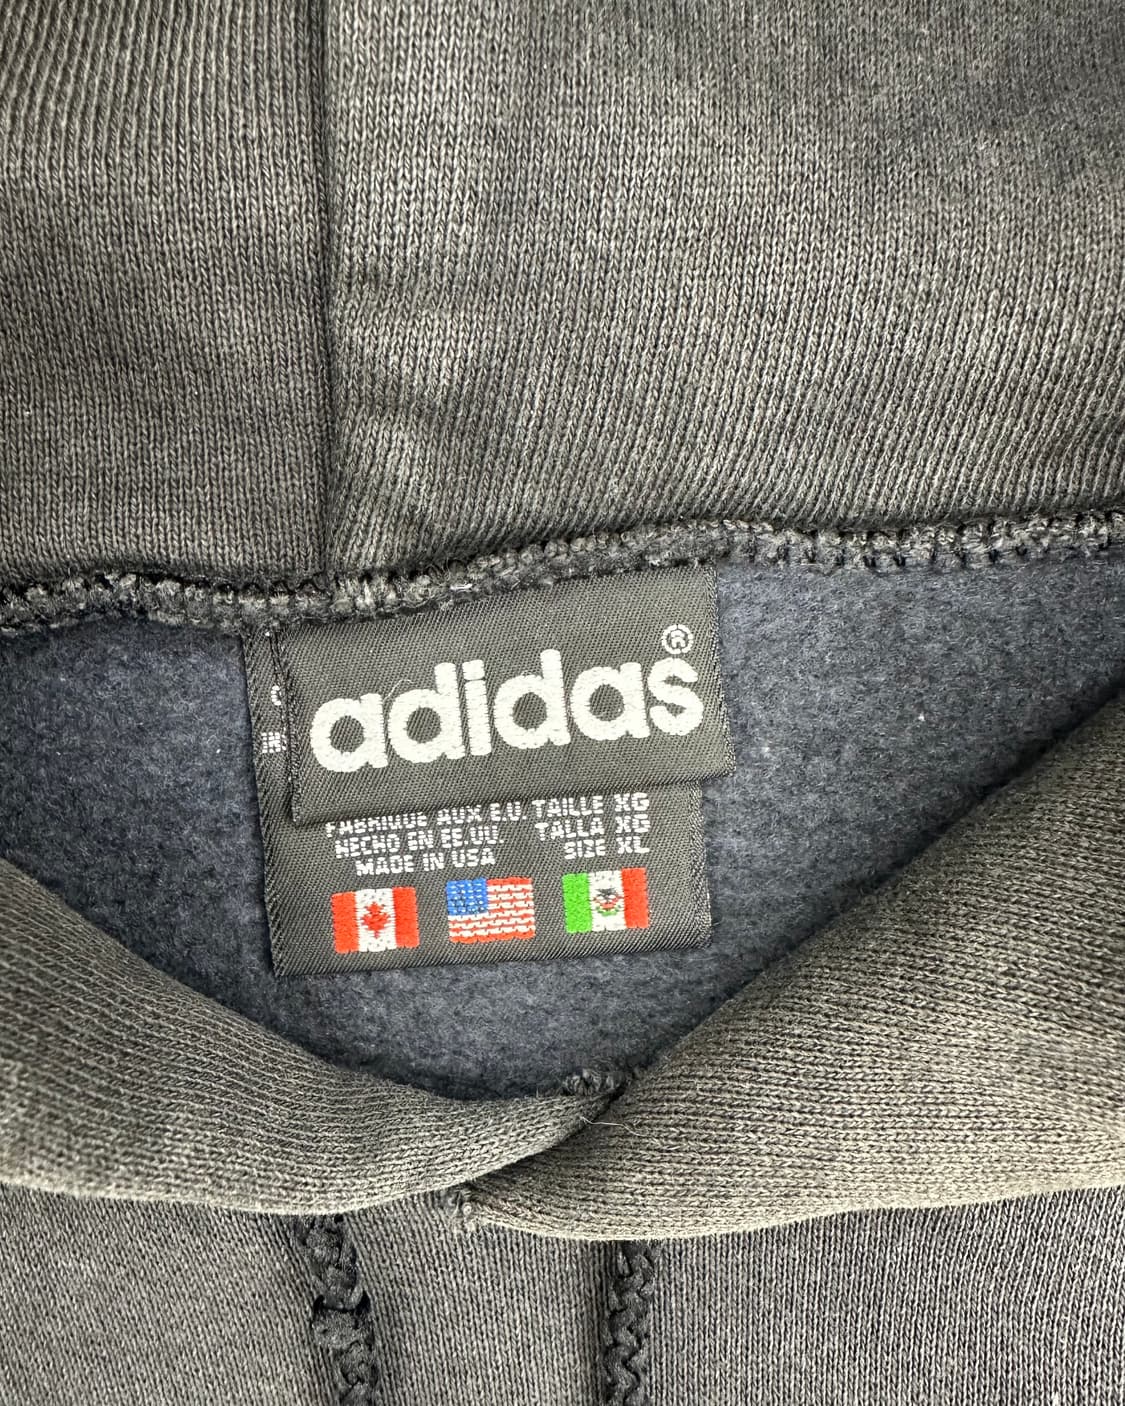 adidas®
FABRIQUE AUX E.U. TAILLE XG
HECHO EN EE.UU. TALLA XG
MADE IN USA SIZE XL